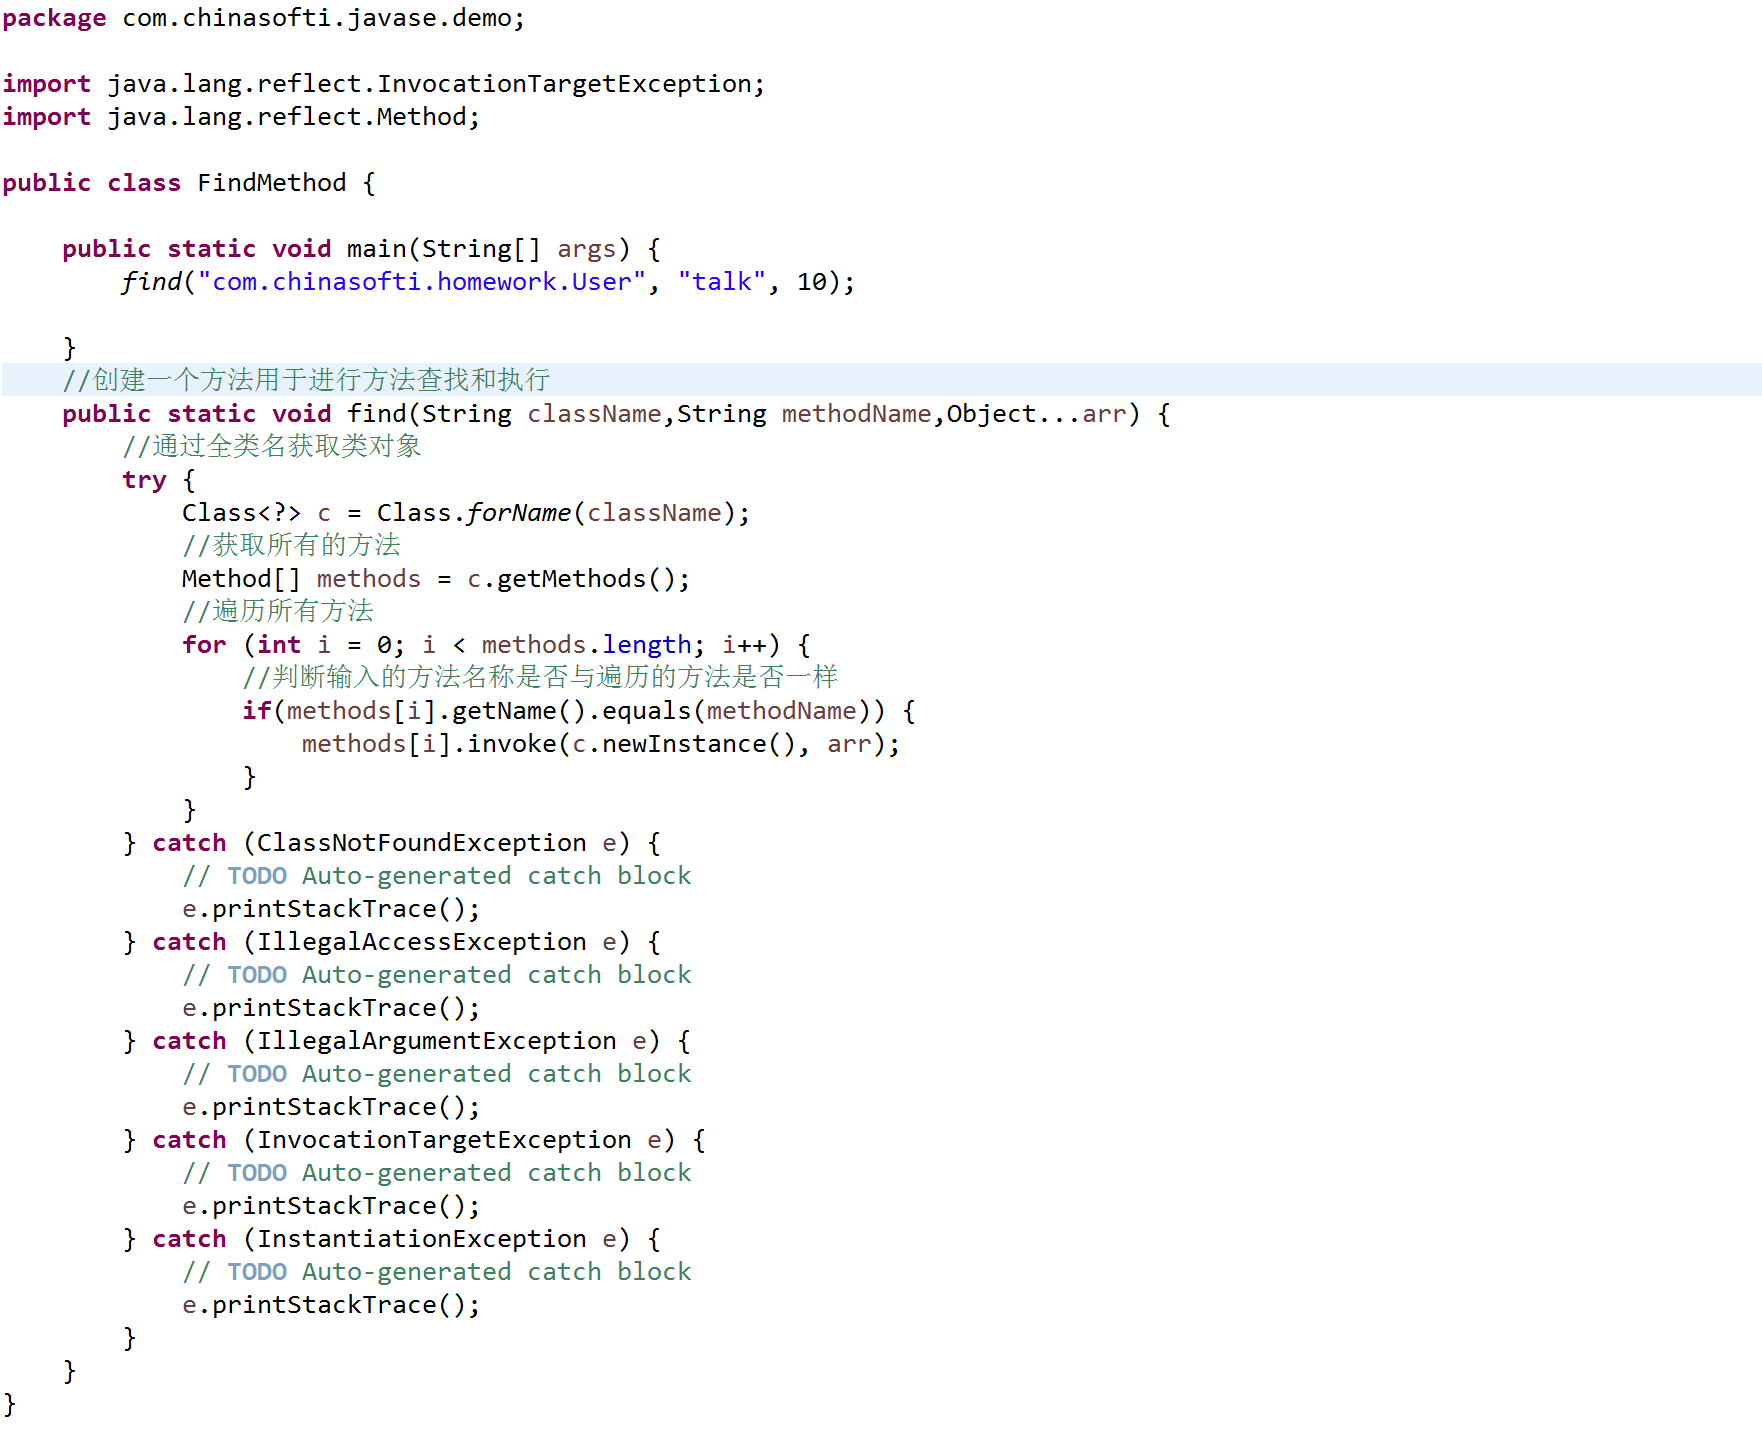 package com.chinasofti.javase.demo;
import java.lang.reflect.InvocationTargetException;
import java.lang.reflect.Method;
public class FindMethod {
public static void main(String[] args) {
find("com.chinasofti.homework.User", "talk", 10);
}
//创建一个方法用于进行方法查找和执行
public static void find(String className,String methodName,Object...arr) {
//通过全类名获取类对象
try {
Class<?> c = Class.forName(className);
//获取所有的方法
Method[] methods = c.getMethods();
//遍历所有方法
for (int i = 0; i < methods.length; i++) {
//判断输入的方法名称是否与遍历的方法是否一样
if(methods[i].getName().equals(methodName)) {
methods[i].invoke(c.newInstance(), arr);
}
}
} catch (ClassNotFoundException e) {
// TODO Auto-generated catch block
e.printStackTrace();
} catch (IllegalAccessException e) {
// TODO Auto-generated catch block
e.printStackTrace();
} catch (IllegalArgumentException e) {
// TODO Auto-generated catch block
e.printStackTrace();
} catch (InvocationTargetException e) {
// TODO Auto-generated catch block
e.printStackTrace();
} catch (InstantiationException e) {
// TODO Auto-generated catch block
e.printStackTrace();
}
}
}